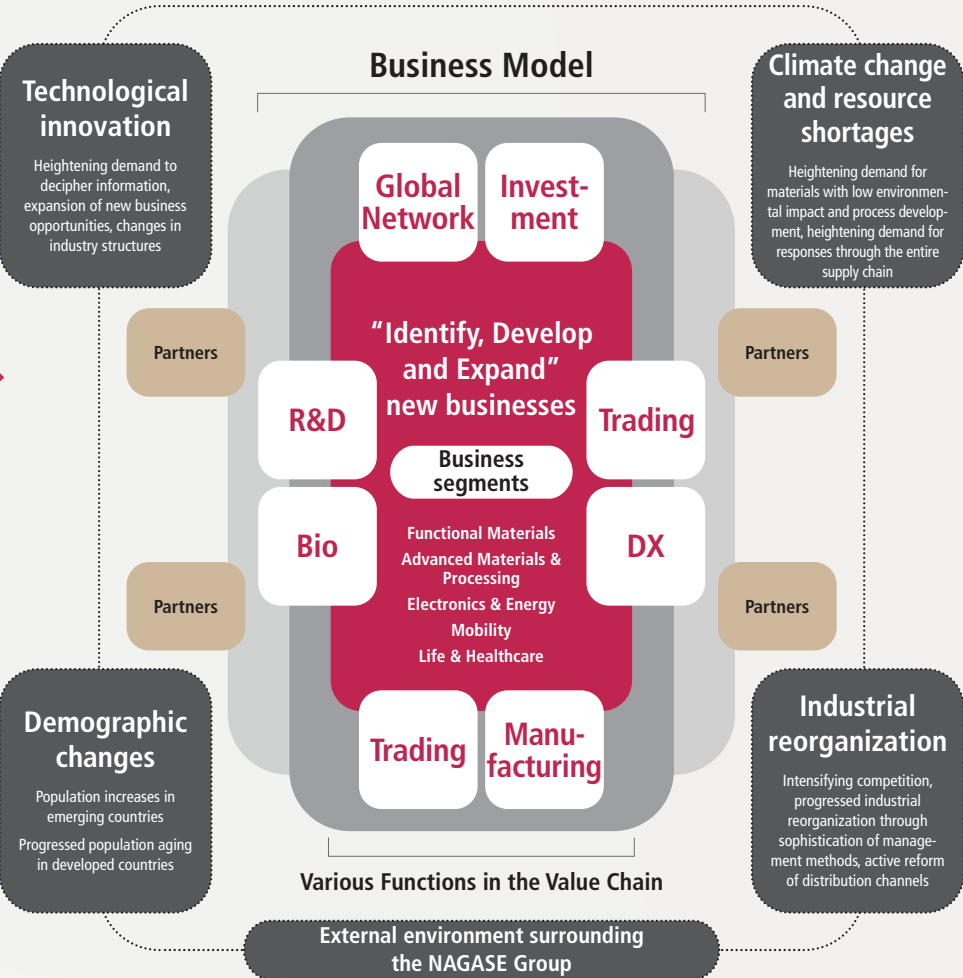 Business Model
Technological
innovation
Heightening demand to
decipher information,
expansion of new business
opportunities, changes in
industry structures
Climate change
and resource
shortages
Heightening demand for
materials with low environmen-
tal impact and process develop-
ment, heightening demand for
responses through the entire
supply chain
Global
Network
Invest-
ment
"Identify, Develop
and Expand"
new businesses
Partners
Partners
R&D
Trading
Business
segments
Bio
DX
Functional Materials
Advanced Materials &
Processing
Electronics & Energy
Mobility
Life & Healthcare
Partners
Partners
Demographic
changes
Population increases in
emerging countries
Progressed population aging
in developed countries
Trading
Manu-
facturing
Industrial
reorganization
Intensifying competition,
progressed industrial
reorganization through
sophistication of manage-
ment methods, active reform
of distribution channels
Various Functions in the Value Chain
External environment surrounding
the NAGASE Group